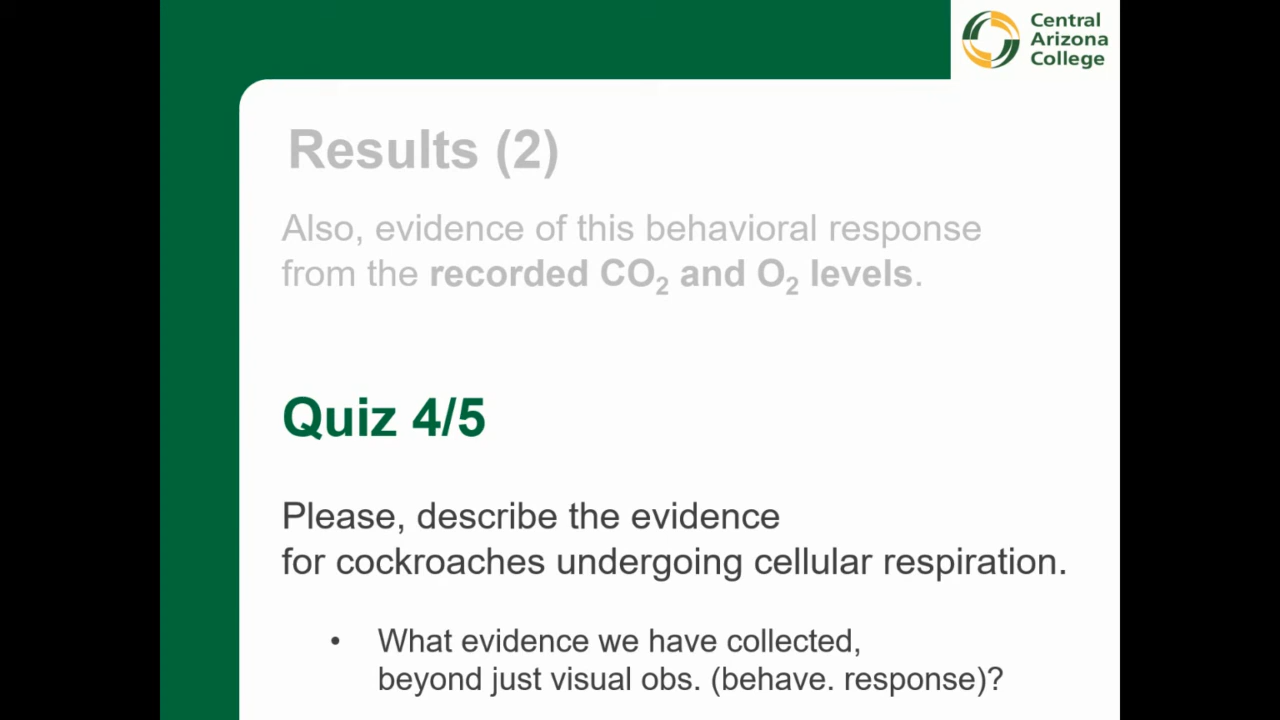 Central
Arizona
College
Results (2)
Also, evidence of this behavioral response
from the recorded CO₂ and O₂ levels.
Quiz 4/5
Please, describe the evidence
for cockroaches undergoing cellular respiration.
• What evidence we have collected,
beyond just visual obs. (behave. response)?